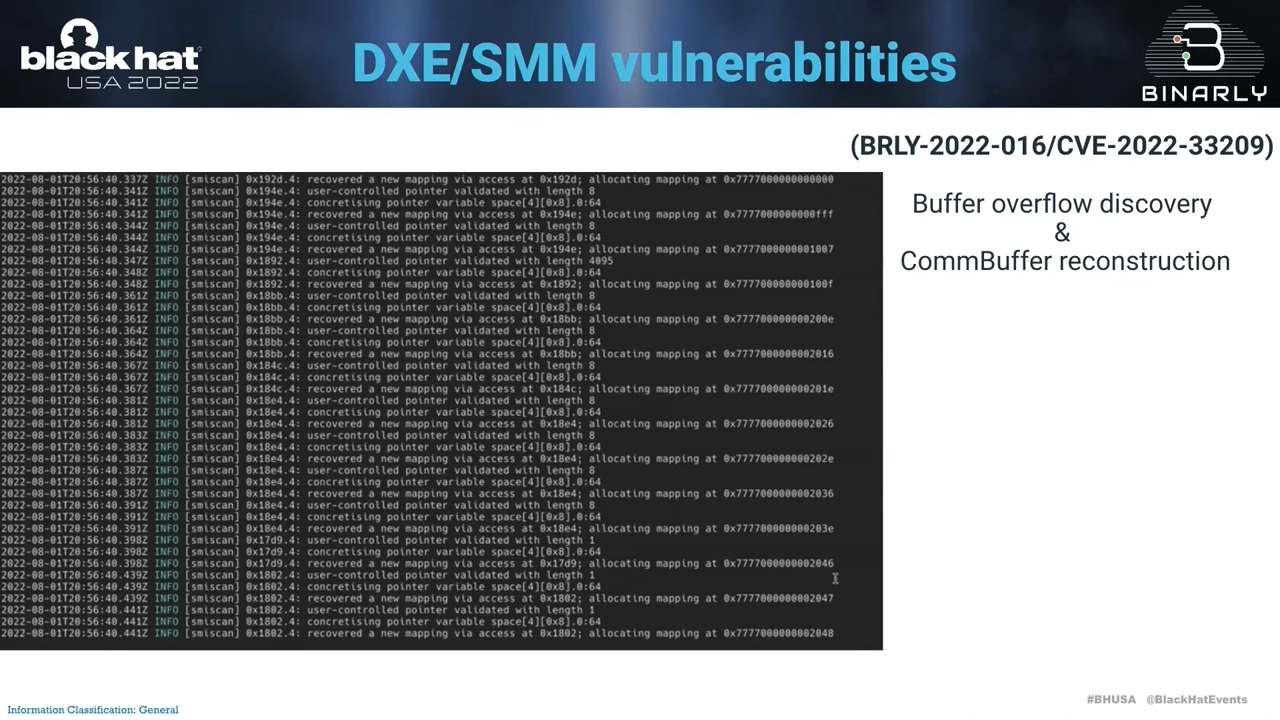 black hat
USA 2022
DXE/SMM vulnerabilities
BINARLY
(BRLY-2022-016/CVE-2022-33209)
Buffer overflow discovery
&
CommBuffer reconstruction
2022-08-01T20:56:40.337Z INFO [smiscan] 0x192d.4: recovered a new mapping via access at 0x192d; allocating mapping at 0x7777000000000000
2022-08-01T20:56:40.341Z INFO [smiscan] 0x194e.4: user-controlled pointer validated with length 8
2022-08-01T20:56:40.341Z INFO [smiscan] 0x194e.4: concretising pointer variable space[4][0x8].0:64
2022-08-01T20:56:40.344Z INFO [smiscan] 0x194e.4: recovered a new mapping via access at 0x194e; allocating mapping at 0x7777000000000fff
2022-08-01T20:56:40.344Z INFO [smiscan] 0x194e.4: user-controlled pointer validated with length 8
2022-08-01T20:56:40.344Z INFO [smiscan] 0x194e.4: concretising pointer variable space[4][0x8].0:64
2022-08-01T20:56:40.344Z INFO [smiscan] 0x194e.4: recovered a new mapping via access at 0x194e; allocating mapping at 0x7777000000001007
2022-08-01T20:56:40.347Z INFO [smiscan] 0x1892.4: user-controlled pointer validated with length 4095
2022-08-01T20:56:40.348Z INFO [smiscan] 0x1892.4: concretising pointer variable space[4][0x8].0:64
2022-08-01T20:56:40.348Z INFO [smiscan] 0x1892.4: recovered a new mapping via access at 0x1892; allocating mapping at 0x777700000000100f
2022-08-01T20:56:40.361Z INFO [smiscan] 0x18bb.4: user-controlled pointer validated with length 8
2022-08-01T20:56:40.361Z INFO [smiscan] 0x18bb.4: concretising pointer variable space[4][0x8].0:64
2022-08-01T20:56:40.361Z INFO [smiscan] 0x18bb.4: recovered a new mapping via access at 0x18bb; allocating mapping at 0x777700000000200e
2022-08-01T20:56:40.364Z INFO [smiscan] 0x18bb.4: user-controlled pointer validated with length 8
2022-08-01T20:56:40.364Z INFO [smiscan] 0x18bb.4: concretising pointer variable space[4][0x8].0:64
2022-08-01T20:56:40.364Z INFO [smiscan] 0x18bb.4: recovered a new mapping via access at 0x18bb; allocating mapping at 0x7777000000002016
2022-08-01T20:56:40.367Z INFO [smiscan] 0x184c.4: user-controlled pointer validated with length 8
2022-08-01T20:56:40.367Z INFO [smiscan] 0x184c.4: concretising pointer variable space[4][0x8].0:64
2022-08-01T20:56:40.367Z INFO [smiscan] 0x184c.4: recovered a new mapping via access at 0x184c; allocating mapping at 0x777700000000201e
2022-08-01T20:56:40.381Z INFO [smiscan] 0x18e4.4: user-controlled pointer validated with length 8
2022-08-01T20:56:40.381Z INFO [smiscan] 0x18e4.4: concretising pointer variable space[4][0x8].0:64
2022-08-01T20:56:40.381Z INFO [smiscan] 0x18e4.4: recovered a new mapping via access at 0x18e4; allocating mapping at 0x7777000000002026
2022-08-01T20:56:40.383Z INFO [smiscan] 0x18e4.4: user-controlled pointer validated with length 8
2022-08-01T20:56:40.383Z INFO [smiscan] 0x18e4.4: concretising pointer variable space[4][0x8].0:64
2022-08-01T20:56:40.383Z INFO [smiscan] 0x18e4.4: recovered a new mapping via access at 0x18e4; allocating mapping at 0x777700000000202e
2022-08-01T20:56:40.387Z INFO [smiscan] 0x18e4.4: user-controlled pointer validated with length 8
2022-08-01T20:56:40.387Z INFO [smiscan] 0x18e4.4: concretising pointer variable space[4][0x8].0:64
2022-08-01T20:56:40.387Z INFO [smiscan] 0x18e4.4: recovered a new mapping via access at 0x18e4; allocating mapping at 0x7777000000002036
2022-08-01T20:56:40.391Z INFO [smiscan] 0x18e4.4: user-controlled pointer validated with length 8
2022-08-01T20:56:40.391Z INFO [smiscan] 0x18e4.4: concretising pointer variable space[4][0x8].0:64
2022-08-01T20:56:40.391Z INFO [smiscan] 0x18e4.4: recovered a new mapping via access at 0x18e4; allocating mapping at 0x777700000000203e
2022-08-01T20:56:40.398Z INFO [smiscan] 0x17d9.4: user-controlled pointer validated with length 1
2022-08-01T20:56:40.398Z INFO [smiscan] 0x17d9.4: concretising pointer variable space[4][0x8].0:64
2022-08-01T20:56:40.398Z INFO [smiscan] 0x17d9.4: recovered a new mapping via access at 0x17d9; allocating mapping at 0x7777000000002046
2022-08-01T20:56:40.439Z INFO [smiscan] 0x1802.4: user-controlled pointer validated with length 1
2022-08-01T20:56:40.439Z INFO [smiscan] 0x1802.4: concretising pointer variable space[4][0x8].0:64
2022-08-01T20:56:40.439Z INFO [smiscan] 0x1802.4: recovered a new mapping via access at 0x1802; allocating mapping at 0x7777000000002047
2022-08-01T20:56:40.441Z INFO [smiscan] 0x1802.4: user-controlled pointer validated with length 1
2022-08-01T20:56:40.441Z INFO [smiscan] 0x1802.4: concretising pointer variable space[4][0x8].0:64
2022-08-01T20:56:40.441Z INFO [smiscan] 0x1802.4: recovered a new mapping via access at 0x1802; allocating mapping at 0x7777000000002048
#BHUSA @BlackHatEvents
Information Classification: General